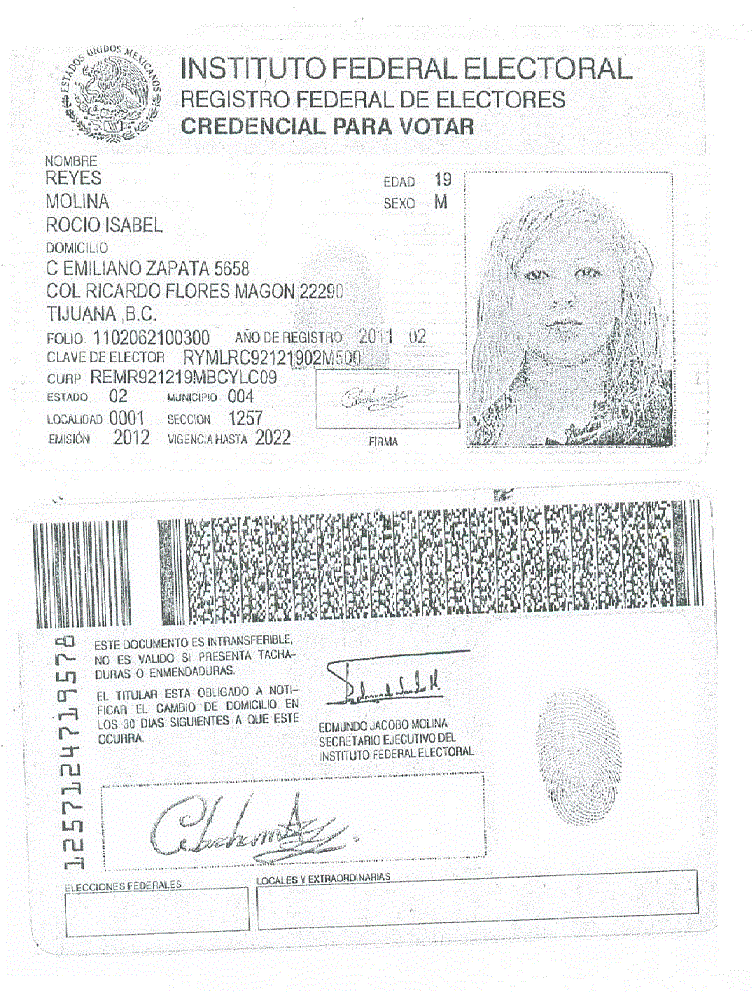 ESTADOS UNIDOS MEXICANOS
INSTITUTO FEDERAL ELECTORAL
REGISTRO FEDERAL DE ELECTORES
CREDENCIAL PARA VOTAR
NOMBRE
REYES
MOLINA
ROCIO ISABEL
EDAD 19
SEXO M
DOMICILIO
C EMILIANO ZAPATA 5658
COL RICARDO FLORES MAGON 22290
TIJUANA ,B.C.
FOLIO 1102062100300 AÑO DE REGISTRO 2011 02
CLAVE DE ELECTOR RYMLRC92121902M500
CURP REMR921219MBCYLC09
ESTADO 02 MUNICIPIO 004
LOCALIDAD 0001 SECCION 1257
EMISIÓN 2012 VIGENCIA HASTA 2022
FIRMA
1257124719578
ESTE DOCUMENTO ES INTRANSFERIBLE,
NO ES VALIDO SI PRESENTA TACHA-
DURAS O ENMENDADURAS.
EL TITULAR ESTA OBLIGADO A NOTI-
FICAR EL CAMBIO DE DOMICILIO EN
LOS 30 DIAS SIGUIENTES A QUE ESTE
OCURRA.
EDMUNDO JACOBO MOLINA
SECRETARIO EJECUTIVO DEL
INSTITUTO FEDERAL ELECTORAL
ELECCIONES FEDERALES
LOCALES Y EXTRAORDINARIAS